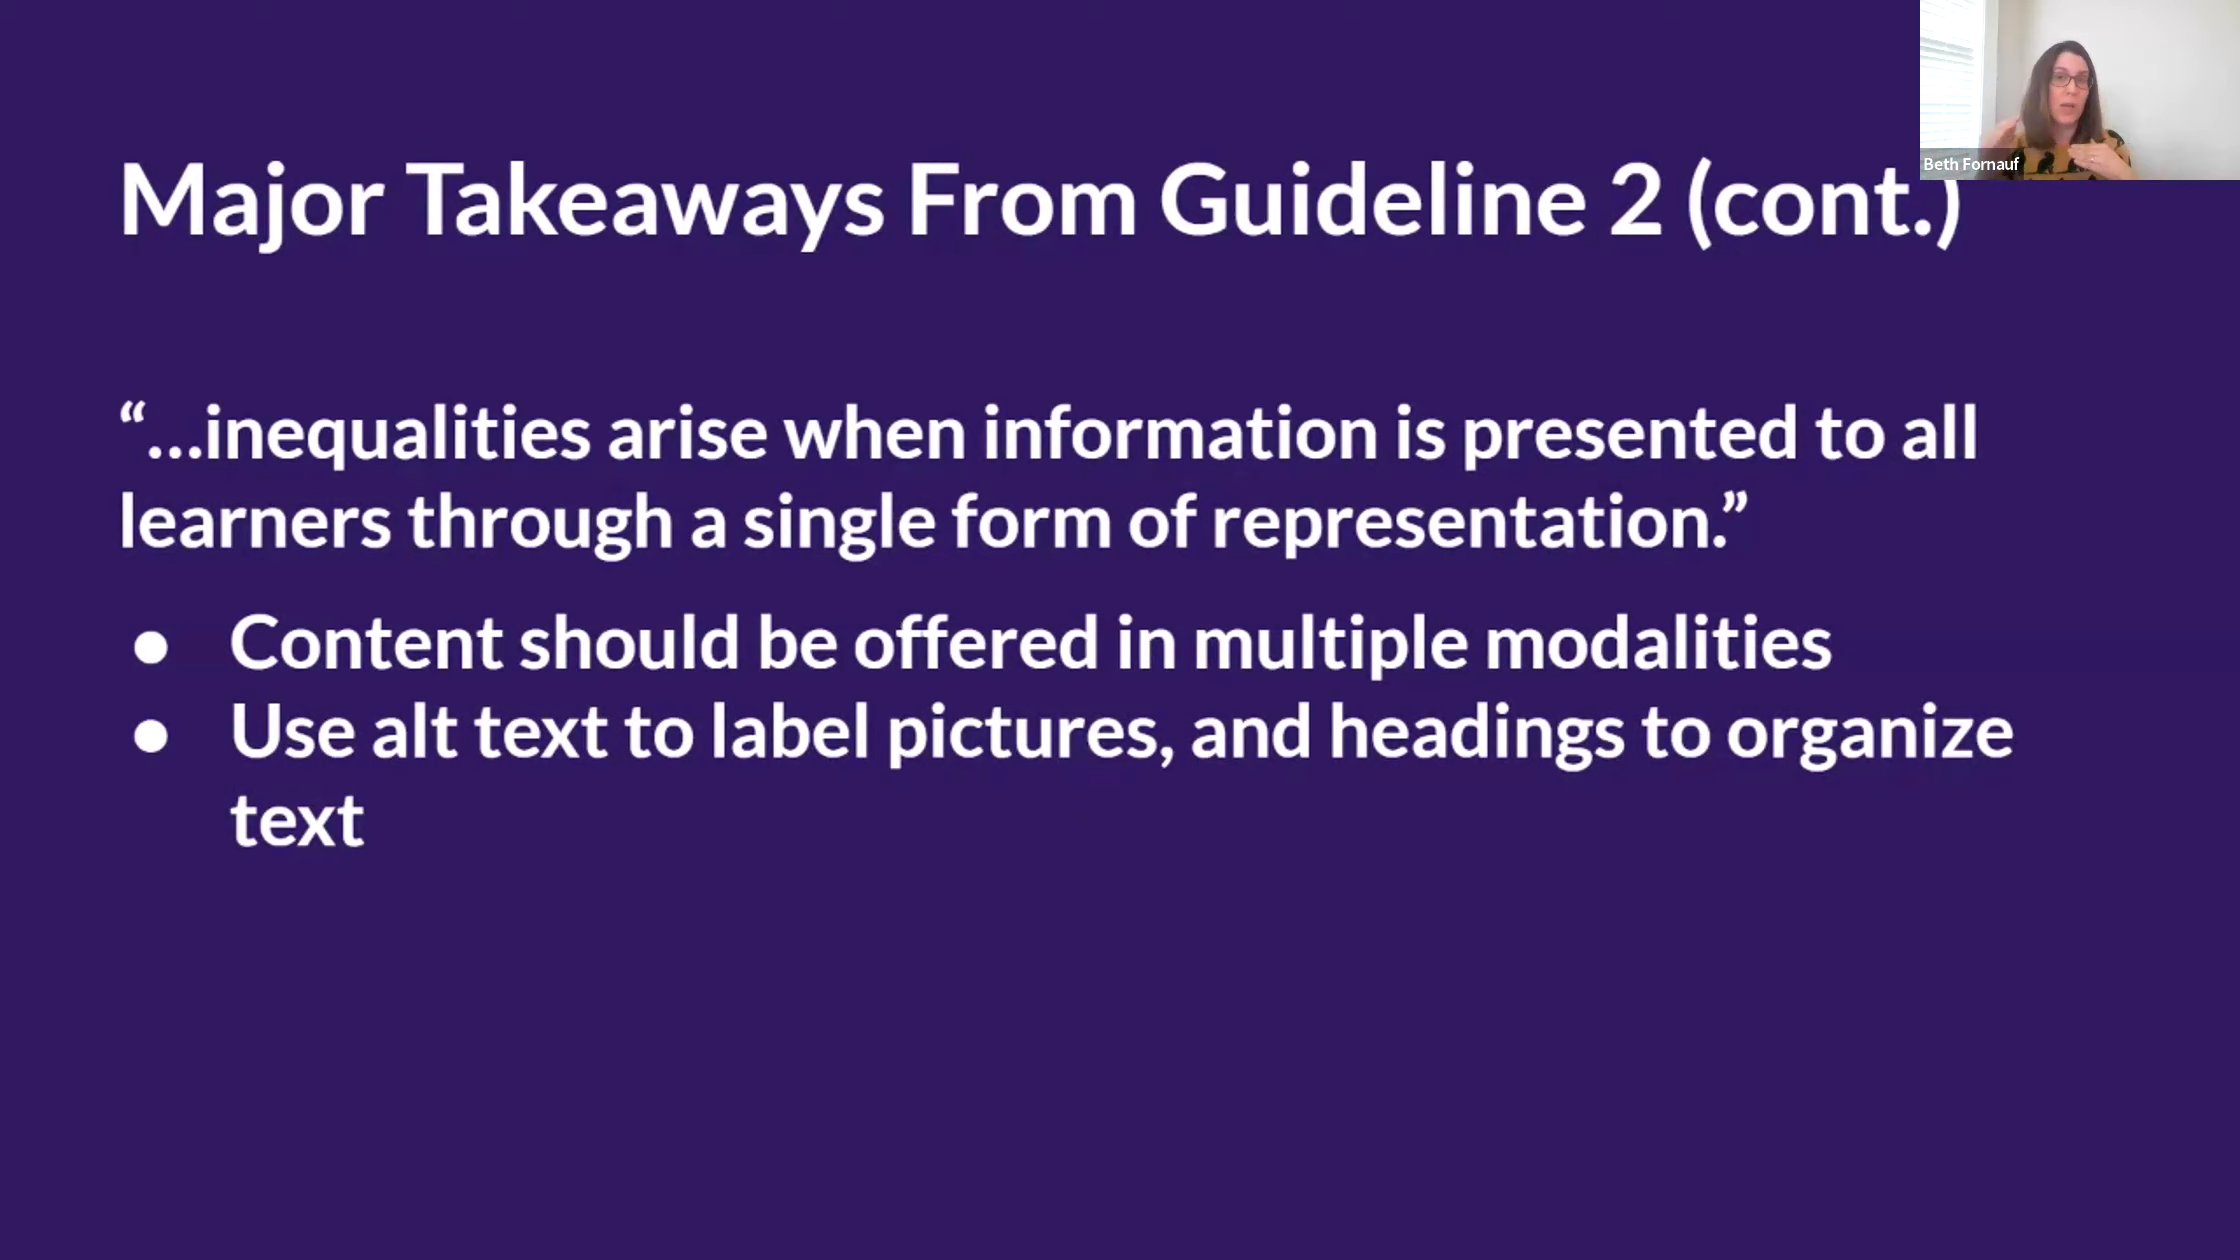 Beth Fornauf
Major Takeaways From Guideline 2 (cont.)
“...inequalities arise when information is presented to all
learners through a single form of representation.”
● Content should be offered in multiple modalities
● Use alt text to label pictures, and headings to organize
text